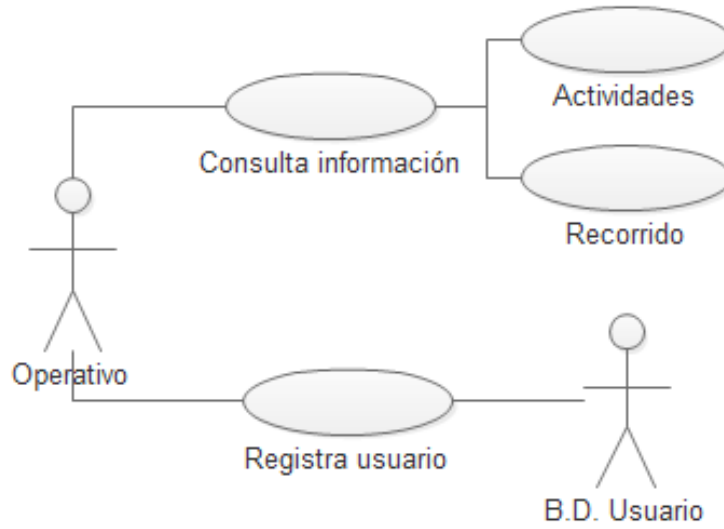 Actividades
Consulta información
Recorrido
Operativo
Registra usuario
B.D. Usuario